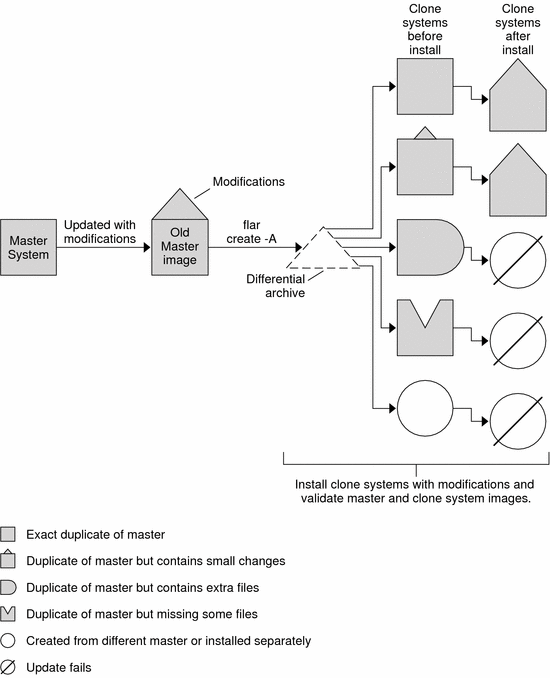 Clone
systems
before
install
Clone
systems
after
install
Modifications
Updated with
modifications
flar
create -A
Master
System
Old
Master
image
Differential
archive
Install clone systems with modifications and
validate master and clone system images.
Exact duplicate of master
Duplicate of master but contains small changes
Duplicate of master but contains extra files
Duplicate of master but missing some files
Created from different master or installed separately
Update fails